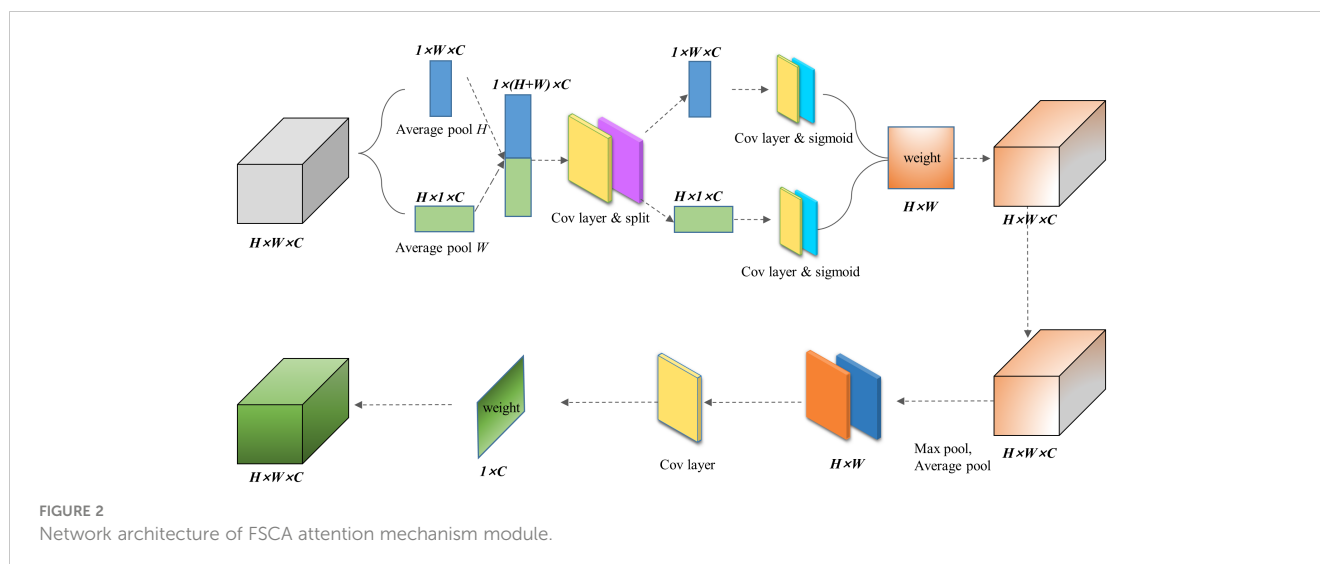 1×W×C
Average pool H
1×(H+W)×C
H×1×C
Average pool W
H×W×C
Cov layer & split
1×W×C
Cov layer & sigmoid
H×1×C
Cov layer & sigmoid
weight
H×W
H×W×C
H×W×C
Max pool,
Average pool
H×W
Cov layer
weight
1×C
H×W×C
FIGURE 2
Network architecture of FSCA attention mechanism module.